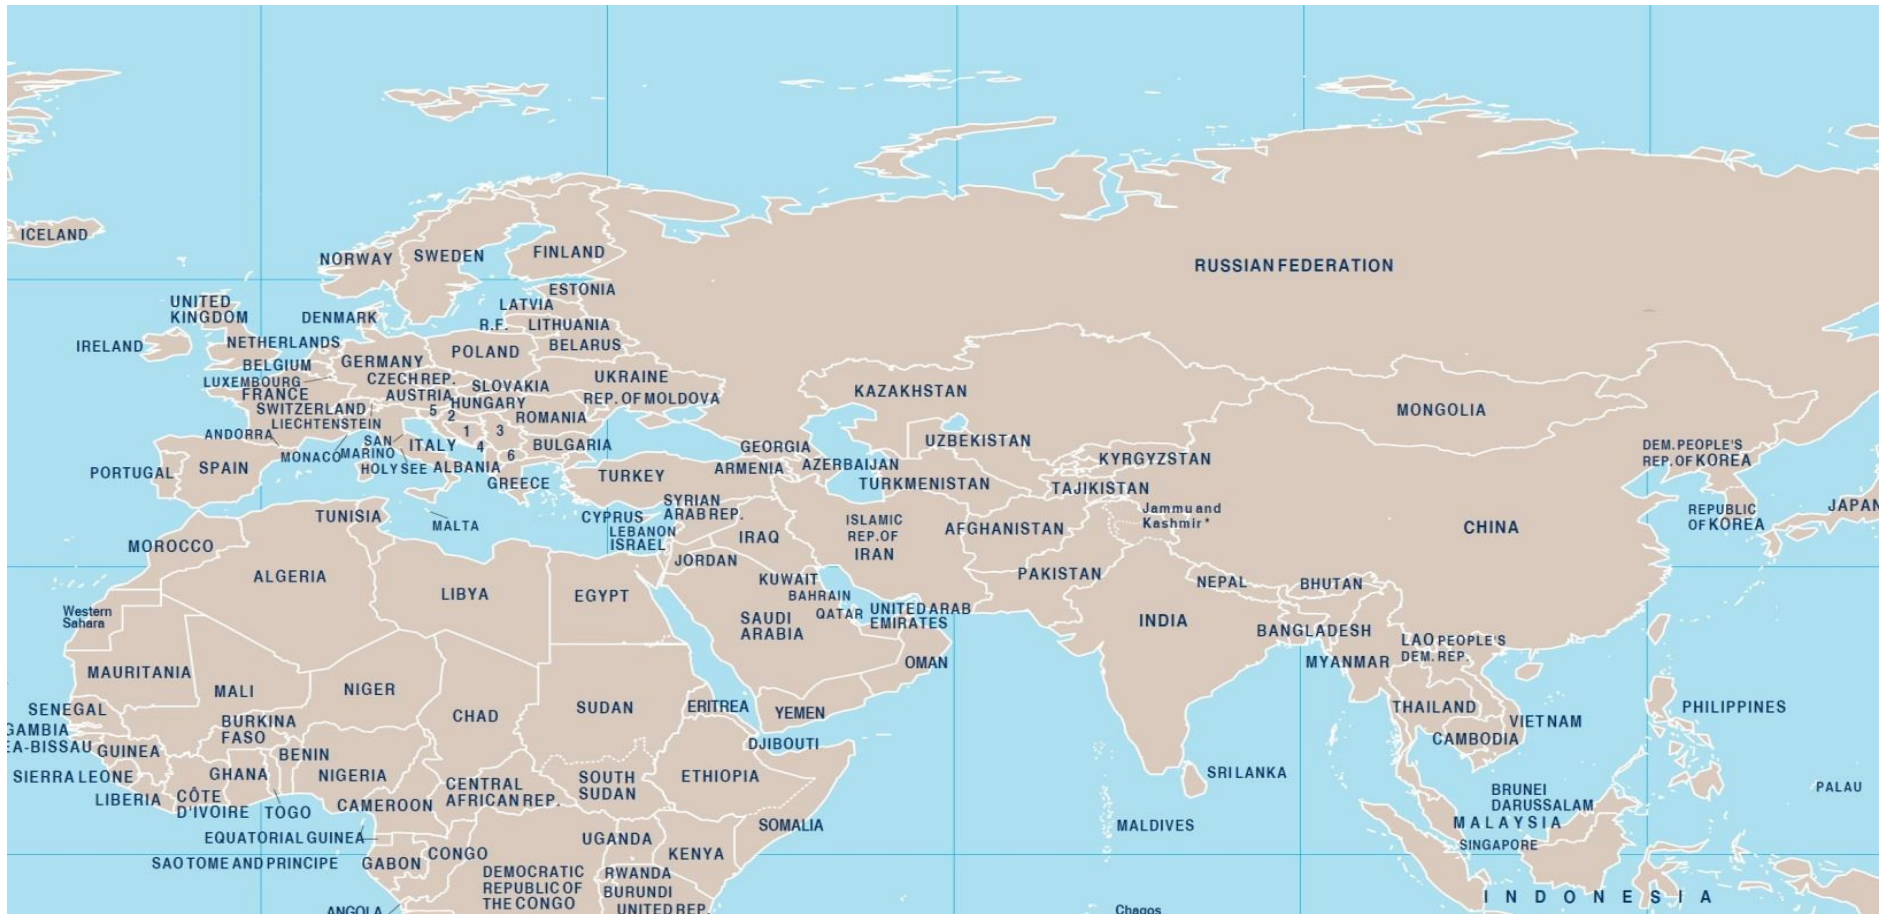 ICELAND
NORWAY
SWEDEN
FINLAND
RUSSIAN FEDERATION
ESTONIA
LATVIA
R.F.
LITHUANIA
UNITED
KINGDOM
DENMARK
IRELAND
NETHERLANDS
BELARUS
BELGIUM
GERMANY
POLAND
LUXEMBOURG
CZECH REP.
SLOVAKIA
UKRAINE
FRANCE
AUSTRIA
HUNGARY
REP. OF MOLDOVA
KAZAKHSTAN
SWITZERLAND
5
2
ROMANIA
MONGOLIA
LIECHTENSTEIN
1
3
ANDORRA
SAN
MARINO
ITALY
4
BULGARIA
GEORGIA
UZBEKISTAN
MONACO
6
DEM. PEOPLE'S
REP. OF KOREA
KYRGYZSTAN
PORTUGAL
SPAIN
HOLY SEE
ALBANIA
ARMENIA
AZERBAIJAN
GREECE
TURKEY
TURKMENISTAN
TAJIKISTAN
SYRIAN
ARAB REP.
Jammu and
Kashmir *
REPUBLIC
OF KOREA
JAPAN
TUNISIA
MALTA
CYPRUS
LEBANON
ISRAEL
ISLAMIC
REP. OF
IRAN
AFGHANISTAN
CHINA
MOROCCO
IRAQ
JORDAN
ALGERIA
LIBYA
EGYPT
KUWAIT
PAKISTAN
NEPAL
BHUTAN
BAHRAIN
Western
Sahara
SAUDI
ARABIA
QATAR
UNITED ARAB
EMIRATES
INDIA
BANGLADESH
LAO PEOPLE'S
DEM. REP.
MAURITANIA
OMAN
MYANMAR
MALI
NIGER
SENEGAL
CHAD
SUDAN
ERITREA
YEMEN
THAILAND
PHILIPPINES
GAMBIA
BURKINA
FASO
VIET NAM
EA-BISSAU
GUINEA
BENIN
DJIBOUTI
CAMBODIA
SIERRA LEONE
GHANA
NIGERIA
CENTRAL
AFRICAN REP.
SOUTH
SUDAN
ETHIOPIA
SRI LANKA
LIBERIA
CÔTE
D'IVOIRE
TOGO
CAMEROON
BRUNEI
DARUSSALAM
PALAU
SOMALIA
MALDIVES
MALAYSIA
EQUATORIAL GUINEA
UGANDA
SINGAPORE
SAO TOME AND PRINCIPE
GABON
CONGO
KENYA
DEMOCRATIC
REPUBLIC OF
THE CONGO
RWANDA
BURUNDI
INDONESIA
ANGOLA
UNITED REP.
Chagos